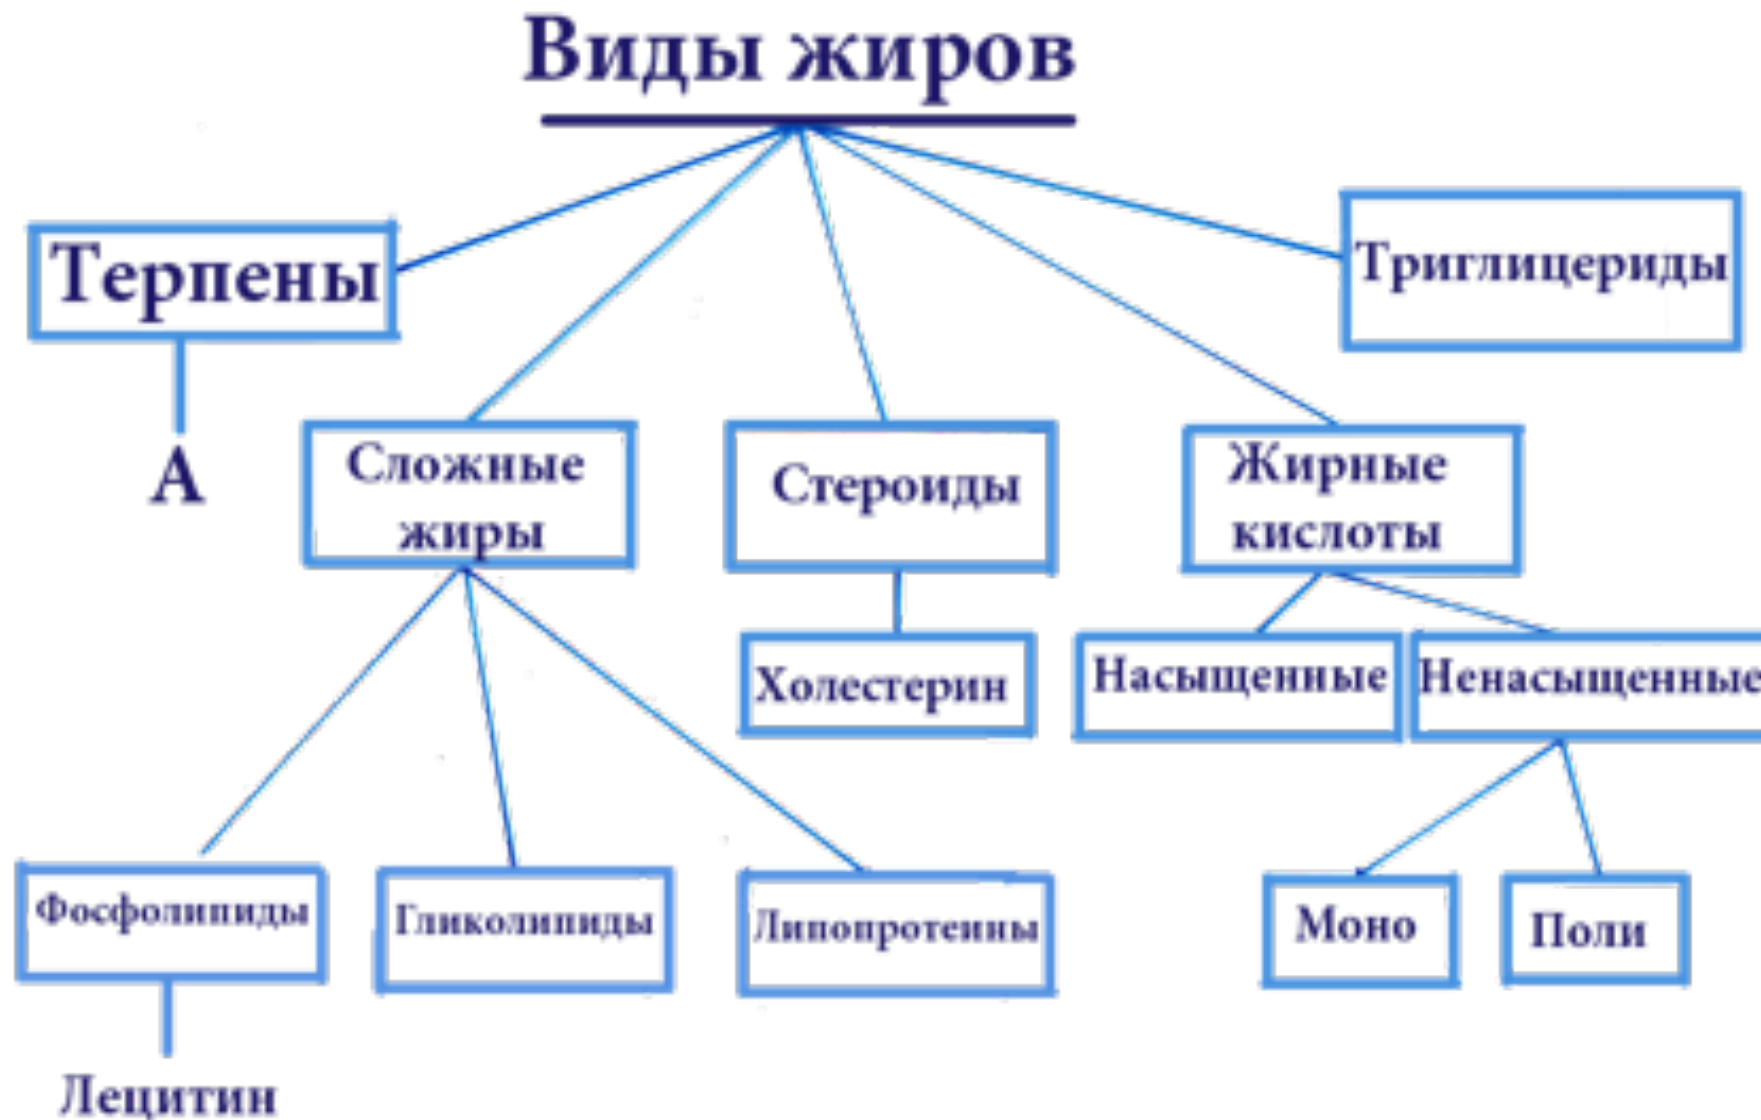 Виды жиров
Терпены
Триглицериды
А
Сложные
жиры
Стероиды
Жирные
кислоты
Холестерин
Насыщенные
Ненасыщенные
Фосфолипиды
Гликолипиды
Липопротеины
Моно
Поли
Лецитин